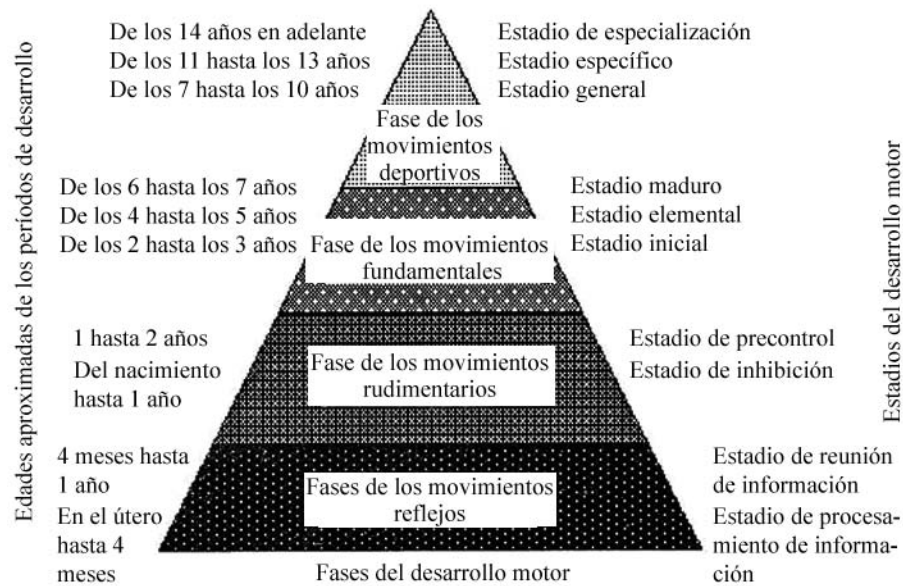 Edades aproximadas de los períodos de desarrollo
De los 14 años en adelante
De los 11 hasta los 13 años
De los 7 hasta los 10 años
Estadio de especialización
Estadio específico
Estadio general
Fase de los
movimientos
deportivos
De los 6 hasta los 7 años
De los 4 hasta los 5 años
De los 2 hasta los 3 años
Estadio maduro
Estadio elemental
Estadio inicial
Fase de los movimientos
fundamentales
1 hasta 2 años
Del nacimiento
hasta 1 año
Estadio de precontrol
Estadio de inhibición
Fase de los movimientos
rudimentarios
4 meses hasta
1 año
En el útero
hasta 4
meses
Fases de los movimientos
reflejos
Estadio de reunión
de información
Estadio de procesa-
miento de informa-
ción
Fases del desarrollo motor
Estadios del desarrollo motor